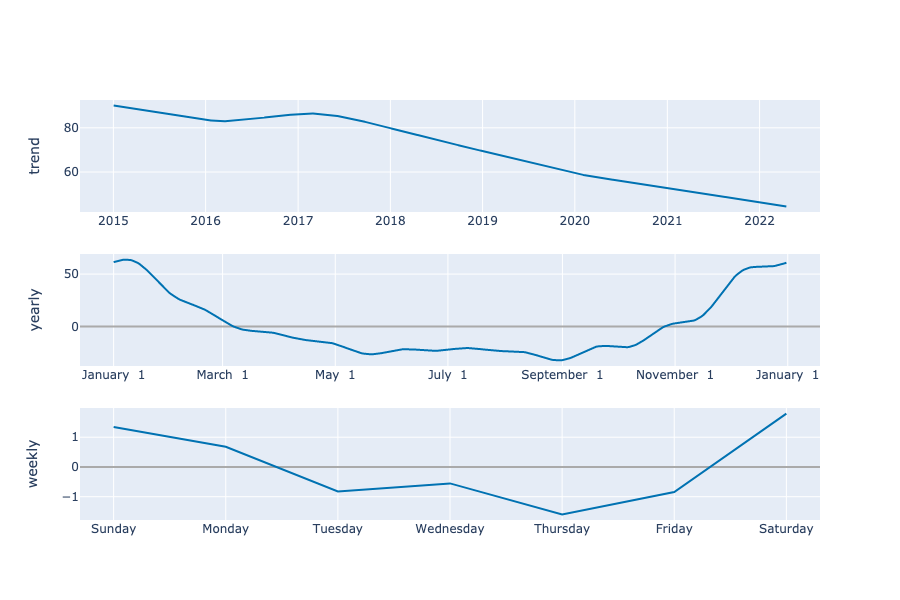 trend
80
60
2015 2016 2017 2018 2019 2020 2021 2022
yearly
50
0
January 1 March 1 May 1 July 1 September 1 November 1 January 1
weekly
1
0
−1
Sunday Monday Tuesday Wednesday Thursday Friday Saturday